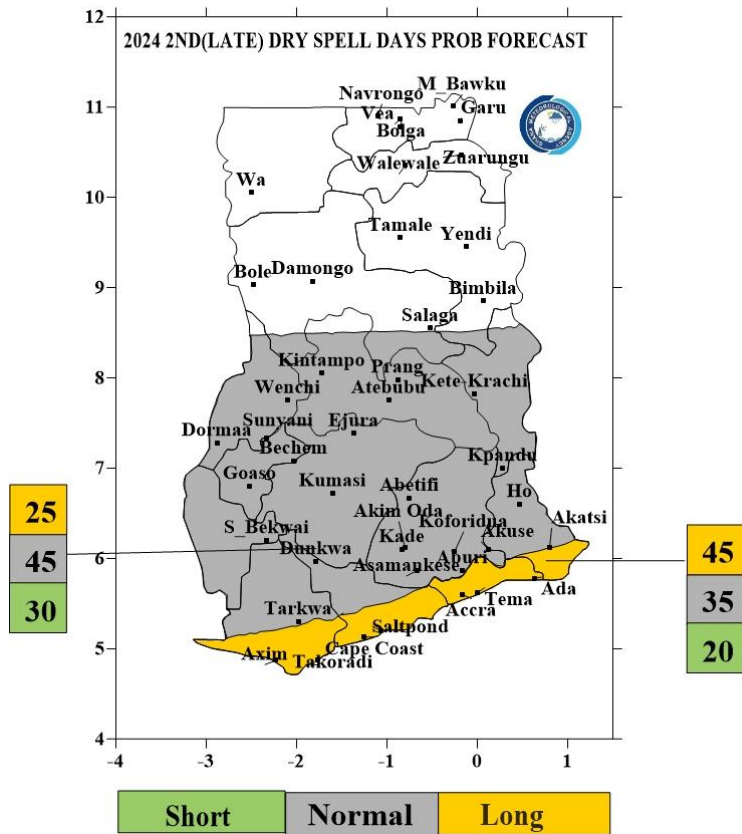 12
2024 2ND(LATE) DRY SPELL DAYS PROB FORECAST
M_Bawku
Navrongo
11
Vea
Garu
Bolga
Zuarungu
Walewale
Wa
10
Tamale
Yendi
9
Bole
Damongo
Bimbila
Salaga
8
Kintampo
Prang
Kete-Krachi
Wenchi
Atebubu
Sunyani
Ejura
Dormaa
Bechem
7
Kpandu
Goaso
Kumasi
Abetifi
Ho
25
Akim Oda
Akatsi
S_Bekwai
Koforidua
Kade
Akuse
45
Dunkwa
6
Aburi
45
Asamankese
Ada
30
Tema
35
Tarkwa
Accra
Saltpond
20
5
Cape Coast
Axim
Takoradi
4
-3
-2
-1
0
1
-4
Short
Normal
Long